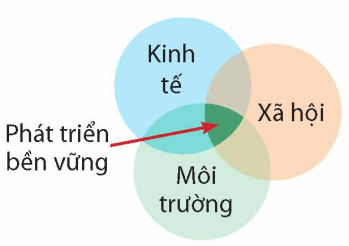 Kinh
tế
Xã hội
Phát triển
bền vững
Môi
trường